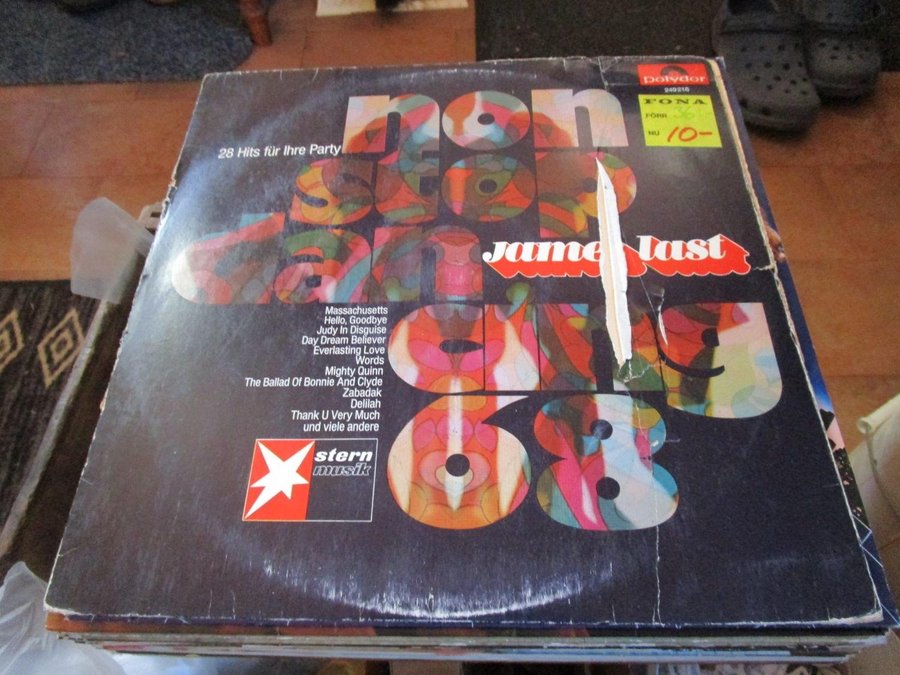 Polydor
249216
FONA
FÖRR 36
NU 10-
non
28 Hits für Ihre Party
stop
dan
James last
cing
68
Massachusetts
Hello, Goodbye
Judy In Disguise
Day Dream Believer
Everlasting Love
Words
Mighty Quinn
The Ballad Of Bonnie And Clyde
Zabadak
Delilah
Thank U Very Much
und viele andere
stern
musik